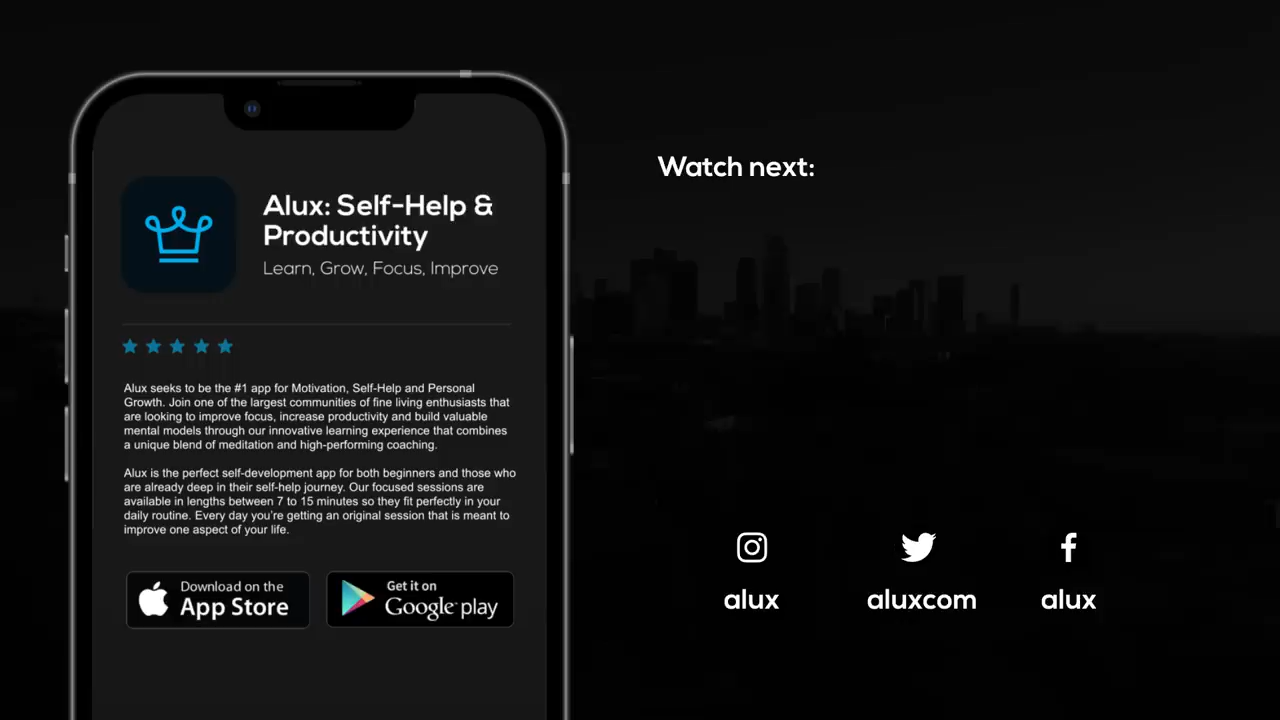 Alux: Self-Help &
Productivity
Learn, Grow, Focus, Improve
Alux seeks to be the #1 app for Motivation, Self-Help and Personal
Growth. Join one of the largest communities of fine living enthusiasts that
are looking to improve focus, increase productivity and build valuable
mental models through our innovative learning experience that combines
a unique blend of meditation and high-performing coaching.
Alux is the perfect self-development app for both beginners and those who
are already deep in their self-help journey. Our focused sessions are
available in lengths between 7 to 15 minutes so they fit perfectly in your
daily routine. Every day you're getting an original session that is meant to
improve one aspect of your life.
Download on the
App Store
Get it on
Google play
Watch next:
alux
aluxcom
alux